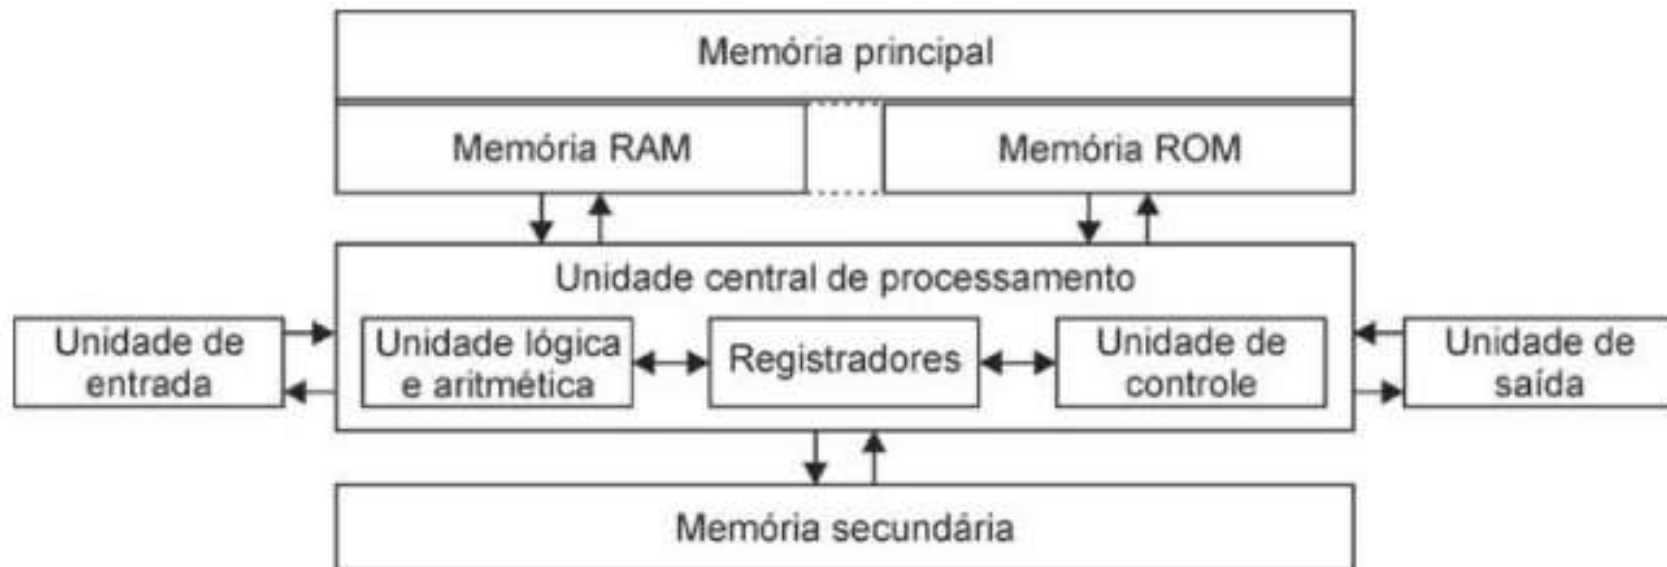 Memória principal
Memória RAM
Memória ROM
Unidade central de processamento
Unidade de
entrada
Unidade lógica
e aritmética
Registradores
Unidade de
controle
Unidade de
saída
Memória secundária